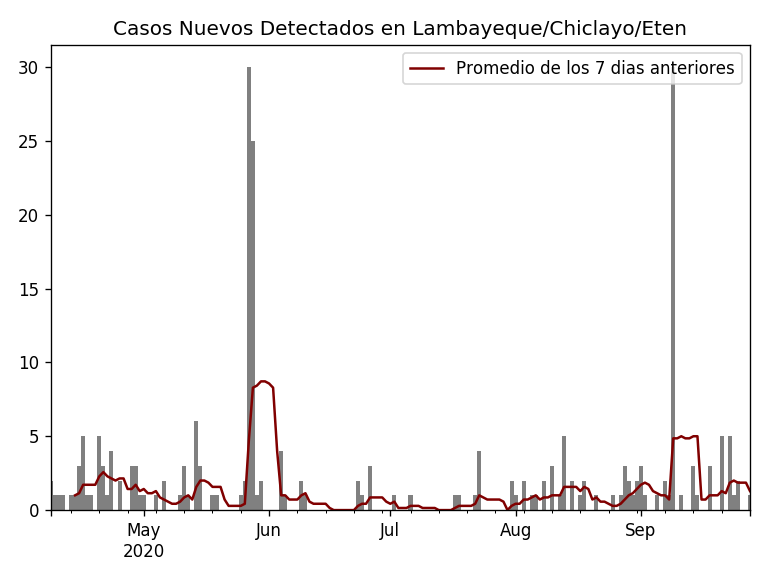 Casos Nuevos Detectados en Lambayeque/Chiclayo/Eten
Promedio de los 7 dias anteriores
30
25
20
15
10
5
0
May Jun Jul Aug Sep
2020